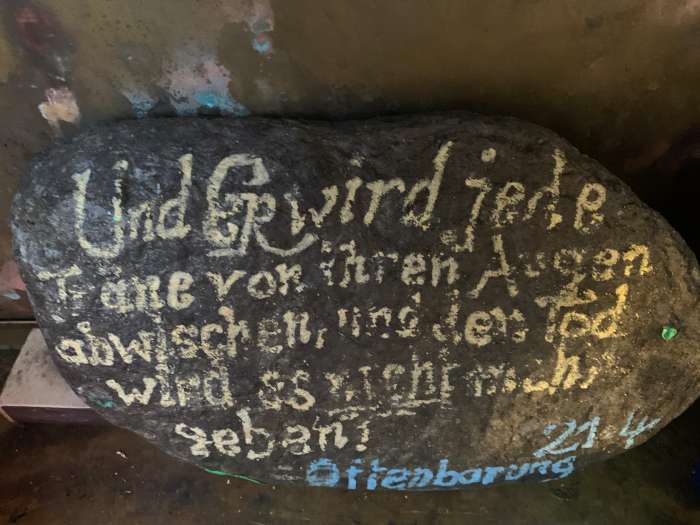 Und ER wird jede
Träne von ihren Augen
abwischen, und den Tod
wird es nicht mehr
geben!
21.4
Offenbarung